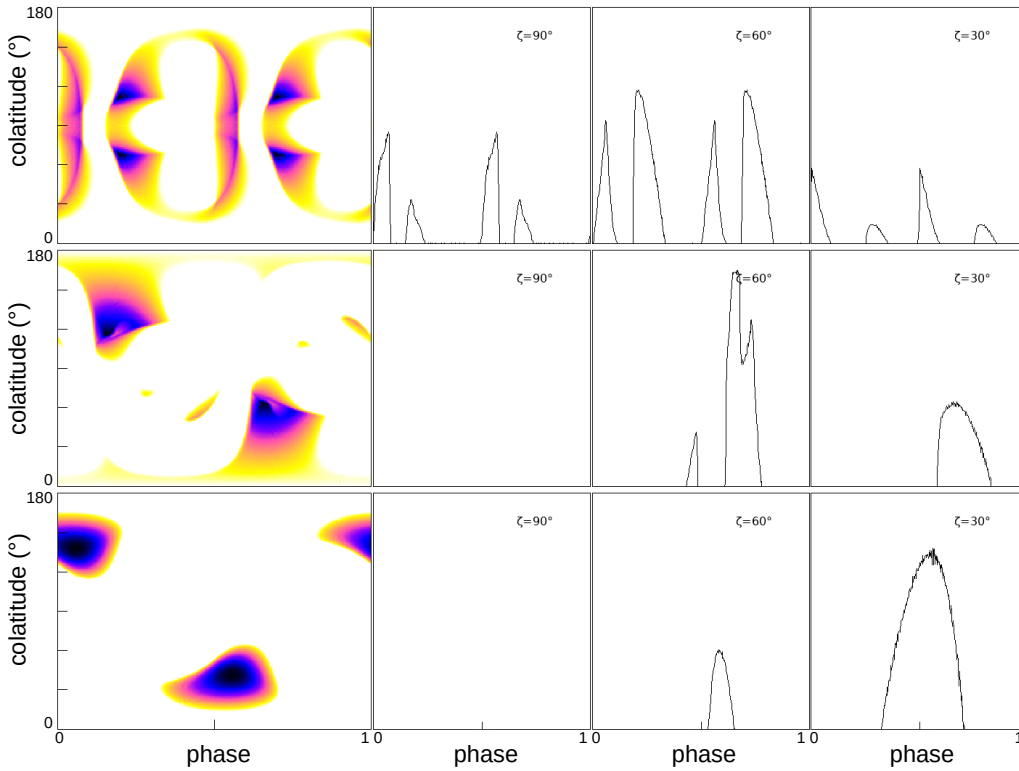 180
colatitude (°)
0
ζ=90°
ζ=60°
ζ=30°
180
colatitude (°)
0
ζ=90°
ζ=60°
ζ=30°
180
colatitude (°)
0
ζ=90°
ζ=60°
ζ=30°
0 1 0 1 0 1 0 1
phase phase phase phase